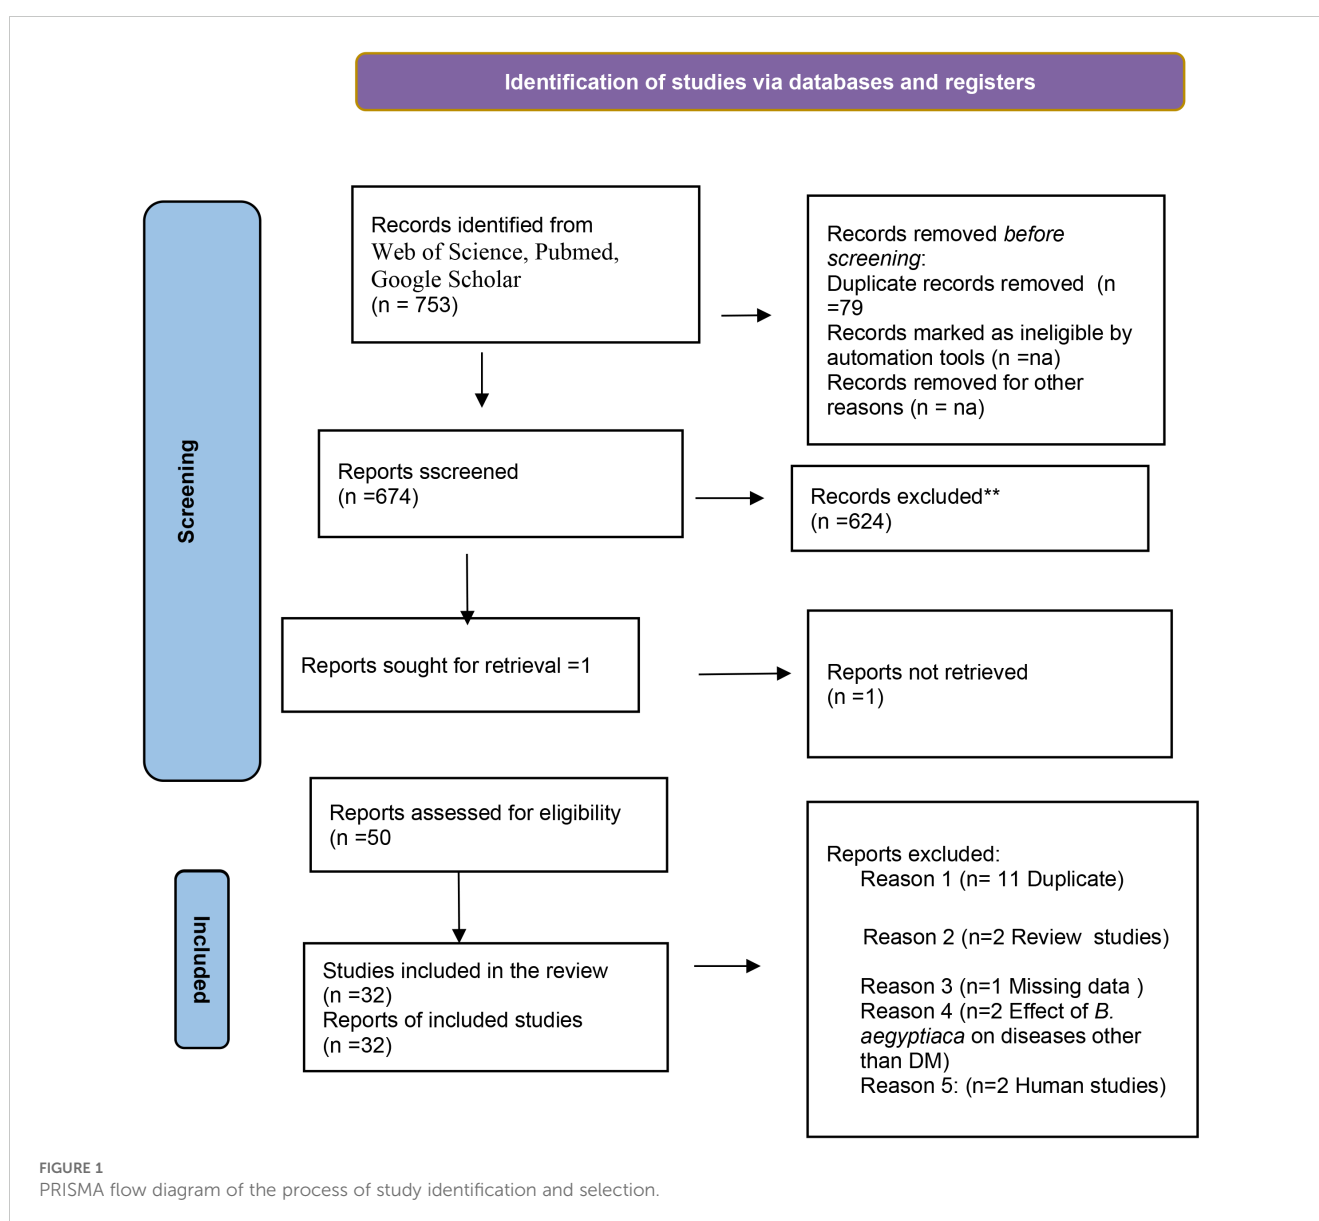 Identification of studies via databases and registers
Records identified from
Web of Science, Pubmed,
Google Scholar
(n = 753)
Records removed before
screening:
Duplicate records removed  (n
=79
Records marked as ineligible by
automation tools (n =na)
Records removed for other
reasons (n = na)
Screening
Reports sscreened
(n =674)
Records excluded**
(n =624)
Reports sought for retrieval =1
Reports not retrieved
(n =1)
Reports assessed for eligibility
(n =50
Included
Studies included in the review
(n =32)
Reports of included studies
(n =32)
Reports excluded:
Reason 1 (n= 11 Duplicate)
Reason 2 (n=2 Review  studies)
Reason 3 (n=1 Missing data )
Reason 4 (n=2 Effect of B.
aegyptiaca on diseases other
than DM)
Reason 5: (n=2 Human studies)
FIGURE 1
PRISMA flow diagram of the process of study identification and selection.